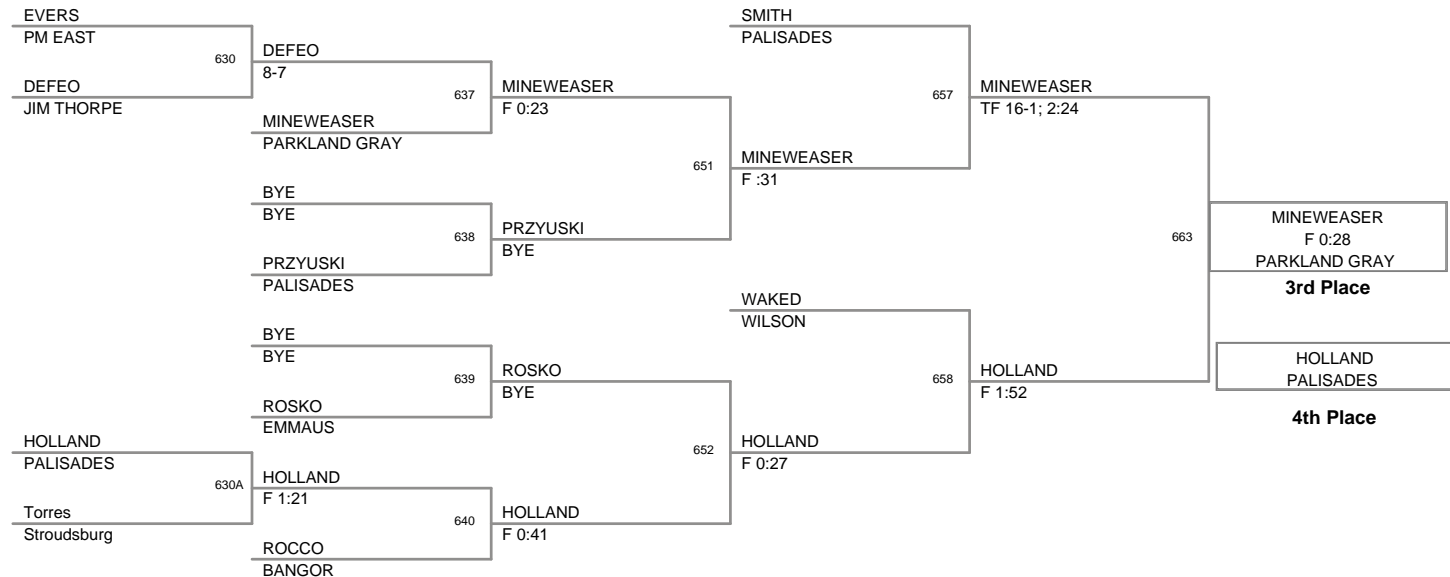 EVERS
PM EAST
630
DEFEO
8-7
DEFEO
JIM THORPE
637
MINEWEASER
F 0:23
MINEWEASER
PARKLAND GRAY
651
MINEWEASER
F :31
BYE
BYE
638
PRZYUSKI
BYE
PRZYUSKI
PALISADES
SMITH
PALISADES
657
MINEWEASER
TF 16-1; 2:24
663
MINEWEASER
F 0:28
PARKLAND GRAY
3rd Place
BYE
BYE
639
ROSKO
BYE
ROSKO
EMMAUS
652
HOLLAND
F 0:27
HOLLAND
PALISADES
630A
HOLLAND
F 1:21
Torres
Stroudsburg
640
HOLLAND
F 0:41
ROCCO
BANGOR
WAKED
WILSON
658
HOLLAND
F 1:52
HOLLAND
PALISADES
4th Place